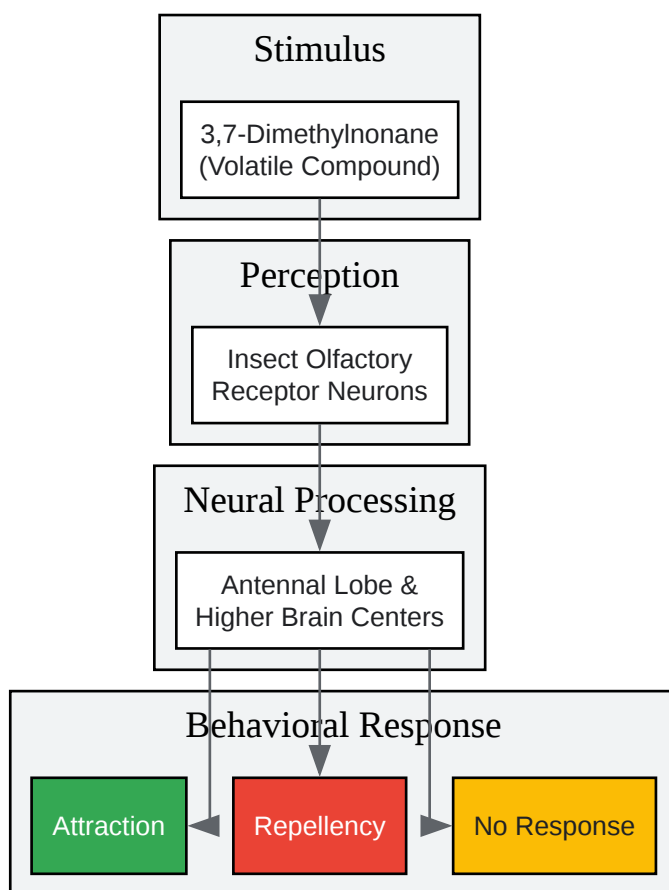 Stimulus
3,7-Dimethylnonane
(Volatile Compound)
Perception
Insect Olfactory
Receptor Neurons
Neural Processing
Antennal Lobe &
Higher Brain Centers
Behavioral Response
Attraction
Repellency
No Response